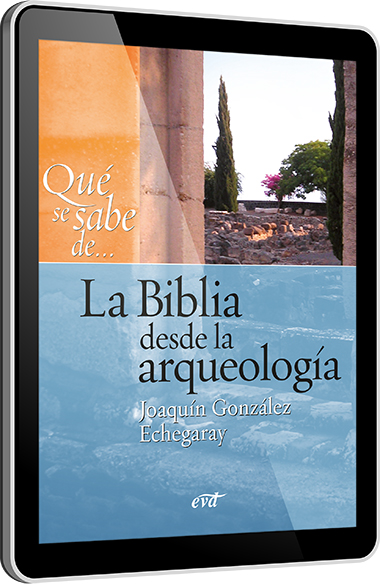 Qué
se sabe
de...
La Biblia
desde la
arqueología
Joaquín González
Echegaray
evd